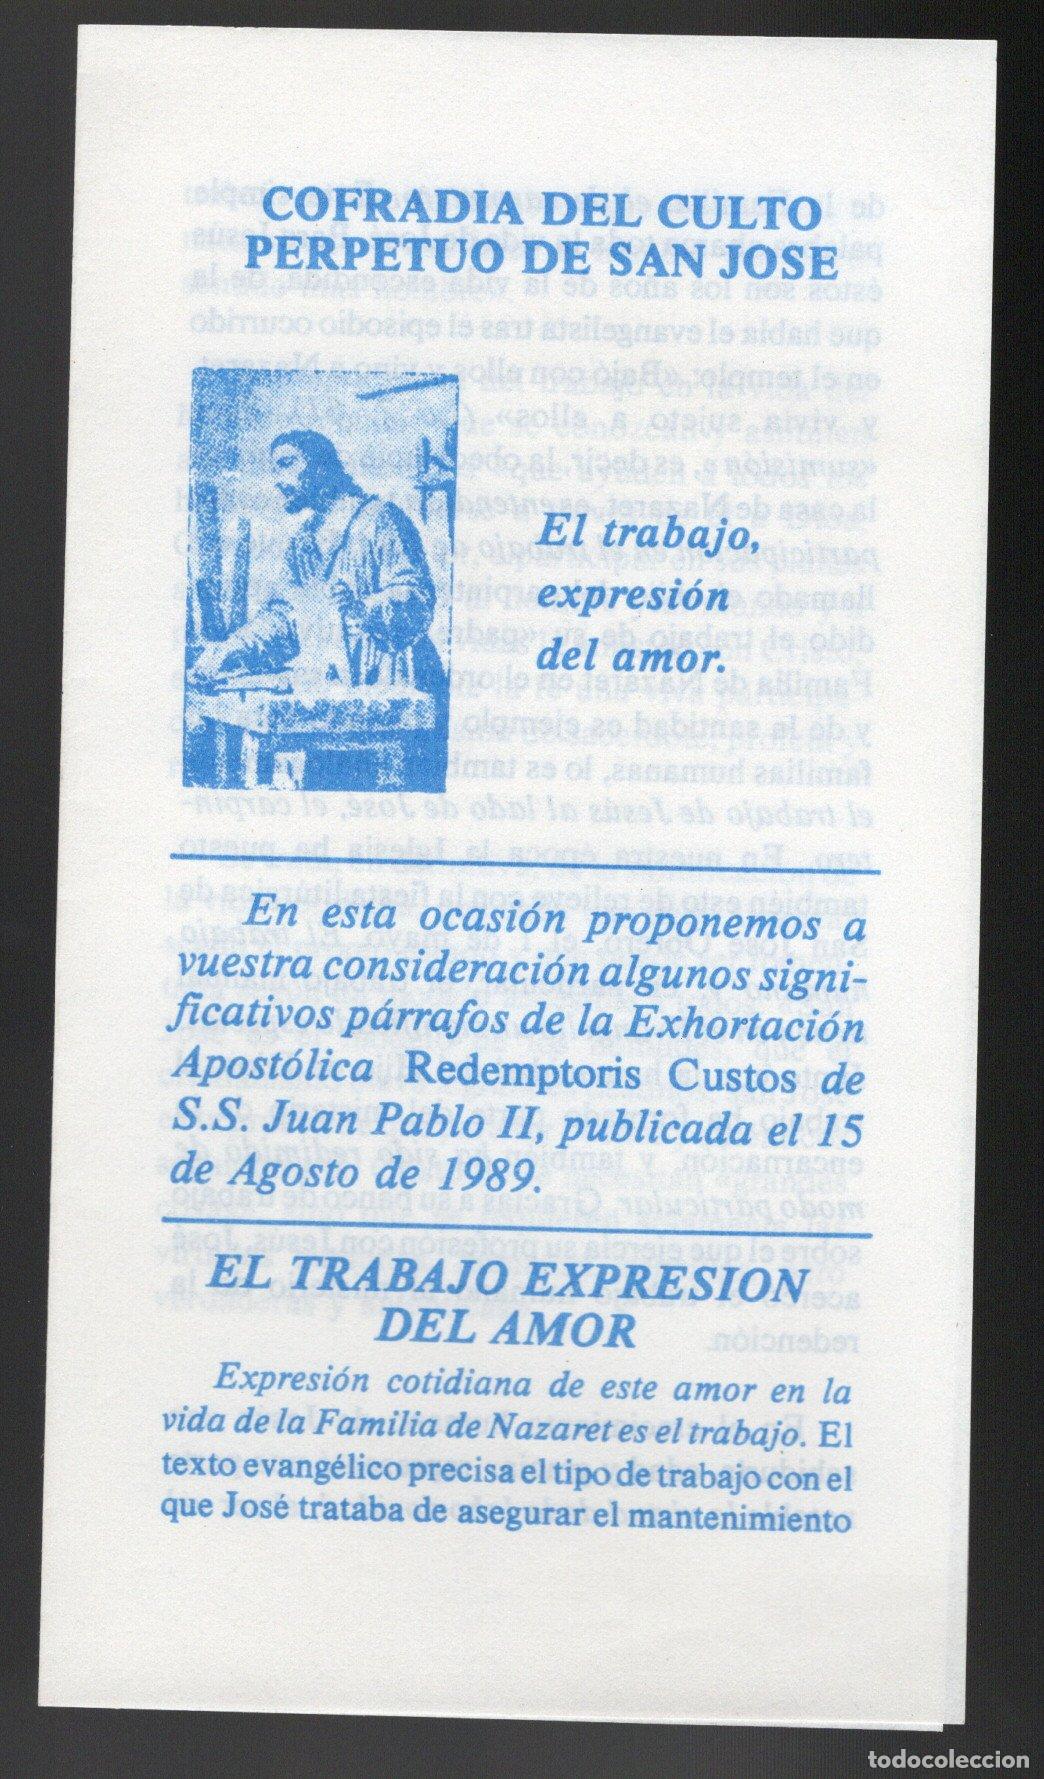 COFRADIA DEL CULTO
PERPETUO DE SAN JOSE
El trabajo,
expresión
del amor.
En esta ocasión proponemos a
vuestra consideración algunos signi-
ficativos párrafos de la Exhortación
Apostólica Redemptoris Custos de
S.S. Juan Pablo II, publicada el 15
de Agosto de 1989.
EL TRABAJO EXPRESION
DEL AMOR
Expresión cotidiana de este amor en la
vida de la Familia de Nazaret es el trabajo. El
texto evangélico precisa el tipo de trabajo con el
que José trataba de asegurar el mantenimiento
todocoleccion